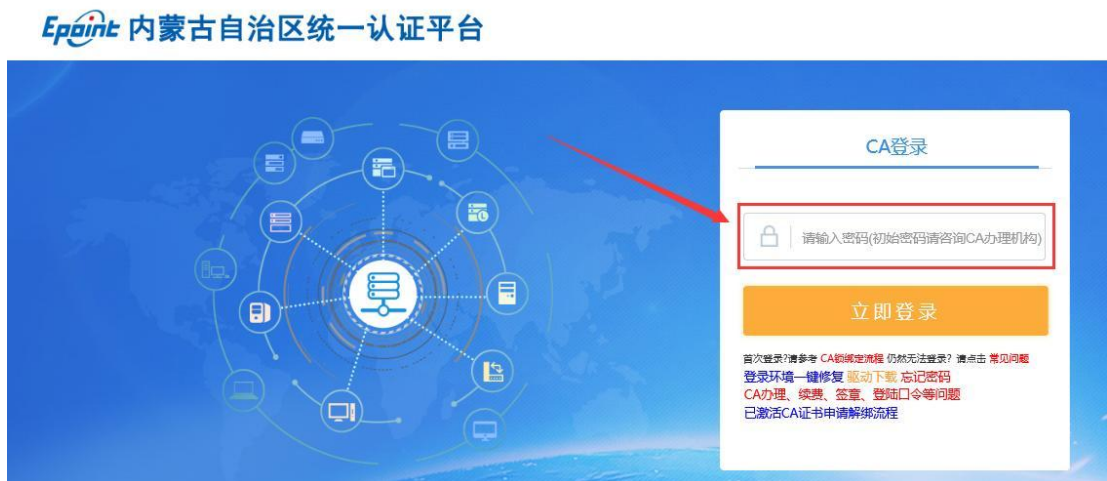 Epoint 内蒙古自治区统一认证平台
CA登录
请输入密码(初始密码请咨询CA办理机构)
立即登录
首次登录?请参考 CA锁绑定流程 仍然无法登录? 请点击 常见问题
登录环境一键修复 驱动下载 忘记密码
CA办理、续费、签章、登陆口令等问题
已激活CA证书申请解绑流程